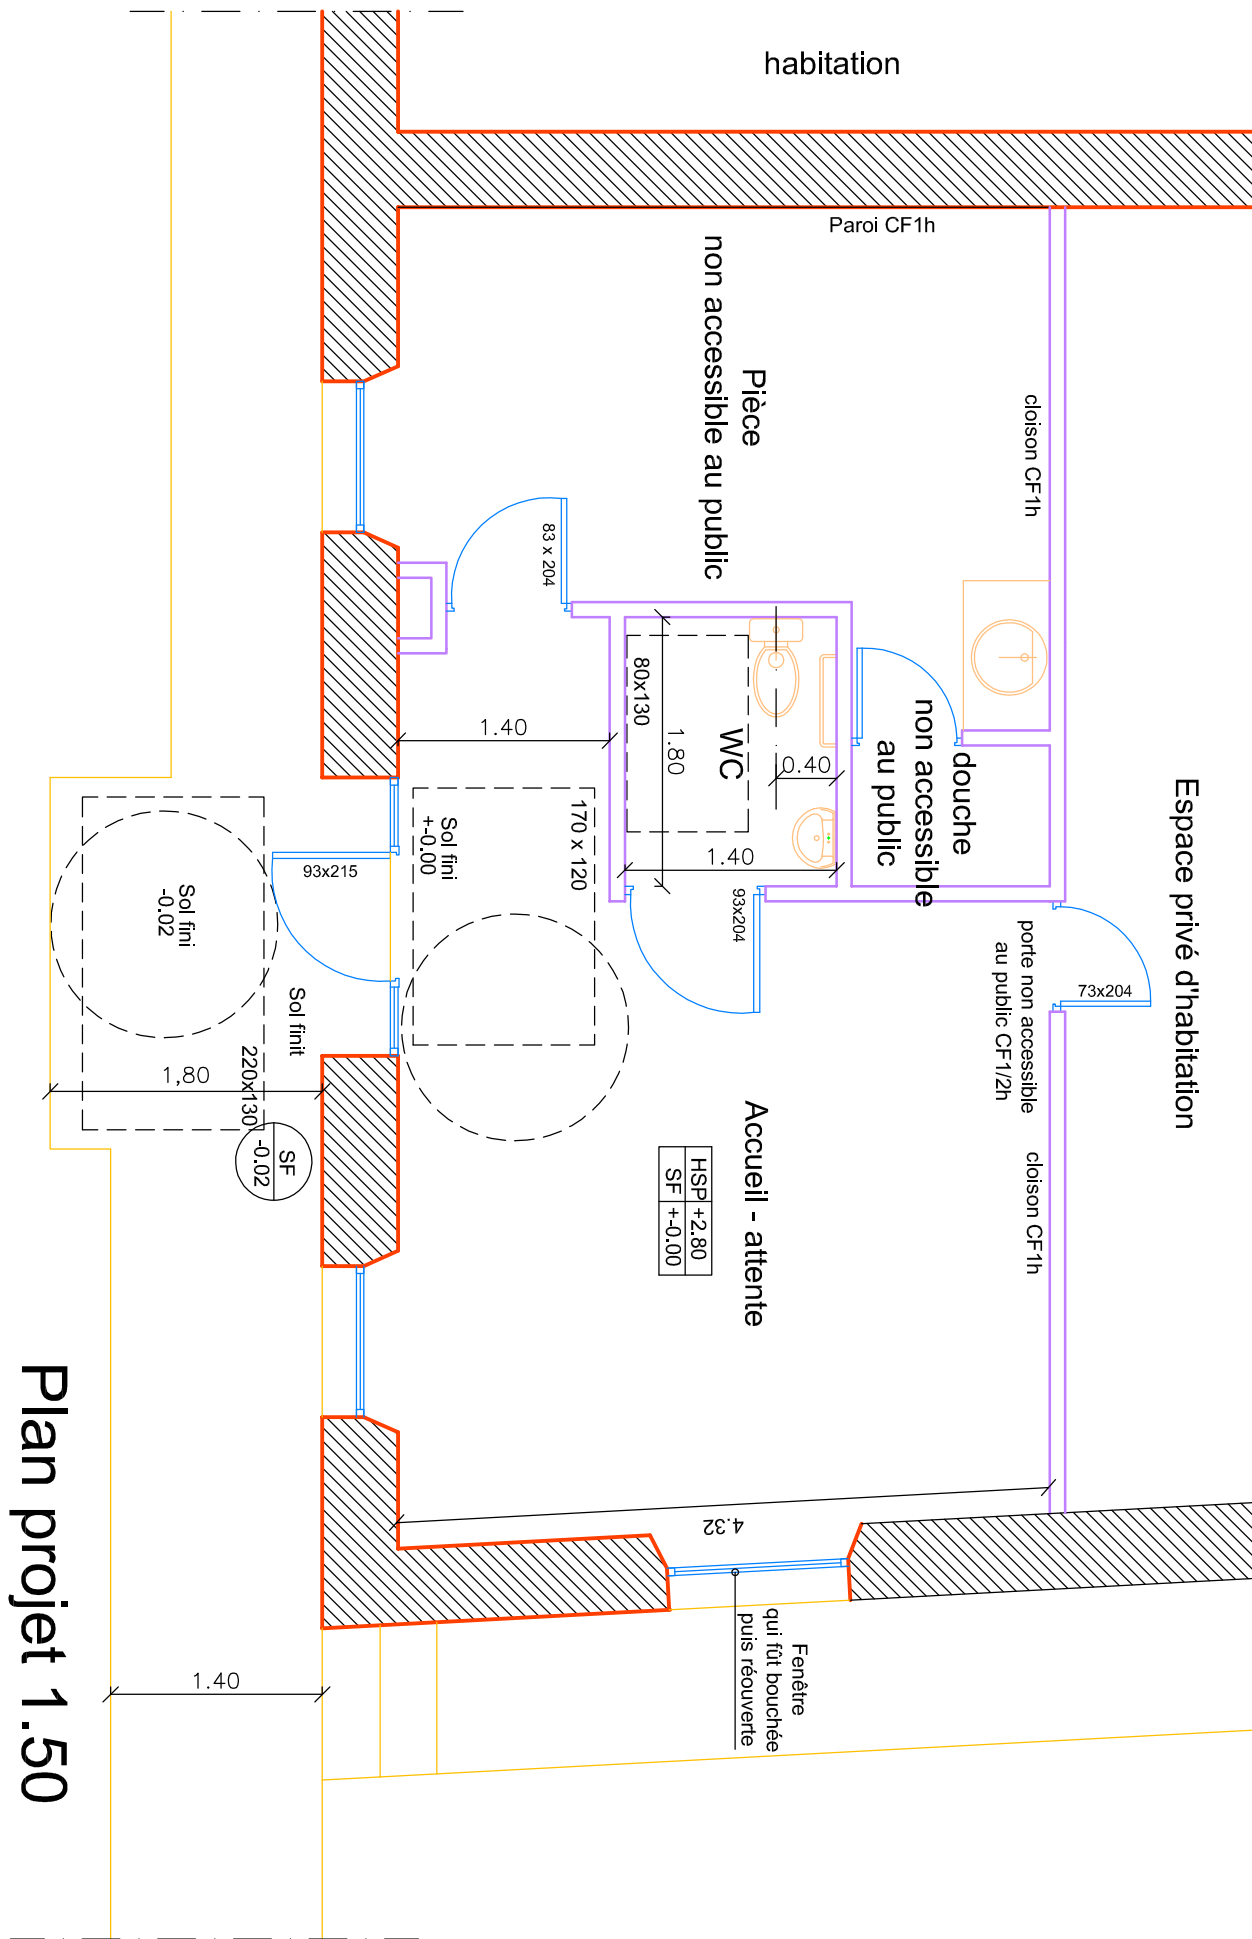 habitation
Paroi CF1h
Pièce
non accessible au public
cloison CF1h
83 x 204
80x130
1.80
WC
0.40
1.40
1.40
douche
non accessible
au public
Espace privé d'habitation
170 x 120
Sol fini
+-0.00
93x215
93x204
Sol fini
-0.02
Sol finit
220x130
1,80
SF
-0.02
73x204
porte non accessible
au public CF1/2h
Accueil - attente
HSP +2.80
SF +-0.00
cloison CF1h
4.32
Fenêtre
qui fût bouchée
puis réouverte
1.40
Plan projet 1.50